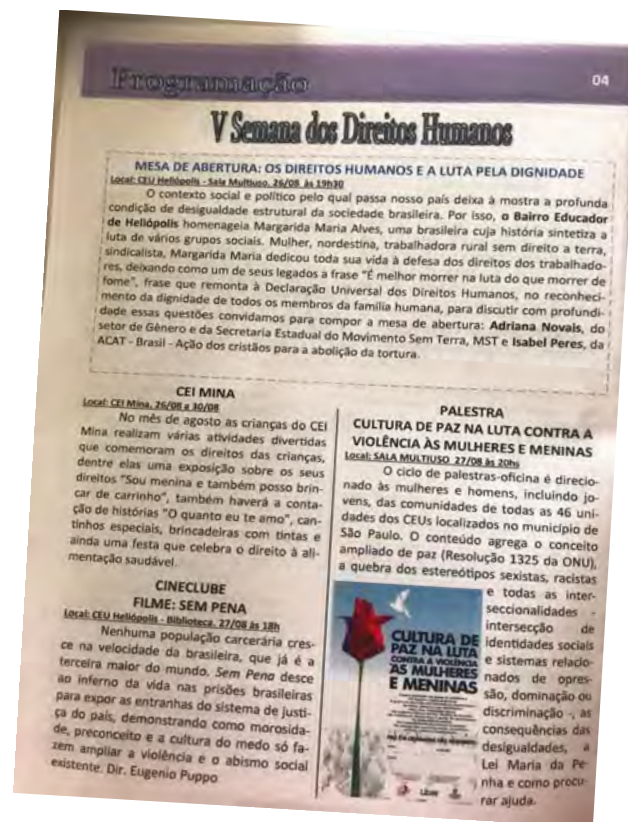 Programação
04
V Semana dos Direitos Humanos
MESA DE ABERTURA: OS DIREITOS HUMANOS E A LUTA PELA DIGNIDADE
Local: CEU Heliópolis - Sala Multiuso, 26/08 às 19h30
O contexto social e político pelo qual passa nosso país deixa à mostra a profunda
condição de desigualdade estrutural da sociedade brasileira. Por isso, o Bairro Educador
de Heliópolis homenageia Margarida Maria Alves, uma brasileira cuja história sintetiza a
luta de vários grupos sociais. Mulher, nordestina, trabalhadora rural sem direito a terra,
sindicalista, Margarida Maria dedicou toda sua vida à defesa dos direitos dos trabalhado-
res, deixando como um de seus legados a frase "É melhor morrer na luta do que morrer de
fome", frase que remonta à Declaração Universal dos Direitos Humanos, no reconheci-
mento da dignidade de todos os membros da família humana, para discutir com profundi-
dade essas questões convidamos para compor a mesa de abertura: Adriana Novais, do
setor de Gênero e da Secretaria Estadual do Movimento Sem Terra, MST e Isabel Peres, da
ACAT - Brasil - Ação dos cristãos para a abolição da tortura.
CEI MINA
Local: CEI Mina, 26/08 a 30/08
No mês de agosto as crianças do CEI
Mina realizam várias atividades divertidas
que comemoram os direitos das crianças,
dentre elas uma exposição sobre os seus
direitos "Sou menina e também posso brin-
car de carrinho", também haverá a conta-
ção de histórias "O quanto eu te amo", can-
tinhos especiais, brincadeiras com tintas e
ainda uma festa que celebra o direito à ali-
mentação saudável.
CINECLUBE
FILME: SEM PENA
Local: CEU Heliópolis - Biblioteca, 27/08 às 18h
Nenhuma população carcerária cres-
ce na velocidade da brasileira, que já é a
terceira maior do mundo. Sem Pena desce
ao inferno da vida nas prisões brasileiras
para expor as entranhas do sistema de justi-
ça do país, demonstrando como morosida-
de, preconceito e a cultura do medo só fa-
zem ampliar a violência e o abismo social
existente. Dir. Eugenio Puppo
PALESTRA
CULTURA DE PAZ NA LUTA CONTRA A
VIOLÊNCIA ÀS MULHERES E MENINAS
Local: SALA MULTIUSO 27/08 às 20hs
O ciclo de palestras-oficina é direcio-
nado às mulheres e homens, incluindo jo-
vens, das comunidades de todas as 46 uni-
dades dos CEUs localizados no município de
São Paulo. O conteúdo agrega o conceito
ampliado de paz (Resolução 1325 da ONU),
a quebra dos estereótipos sexistas, racistas
e todas as inter-
seccionalidades -
intersecção de
identidades sociais
e sistemas relacio-
nados de opres-
são, dominação ou
discriminação -, as
consequências das
desigualdades, a
Lei Maria da Pe-
nha e como procu-
rar ajuda.
CULTURA DE
PAZ NA LUTA
CONTRA A VIOLÊNCIA
ÀS MULHERES
E MENINAS